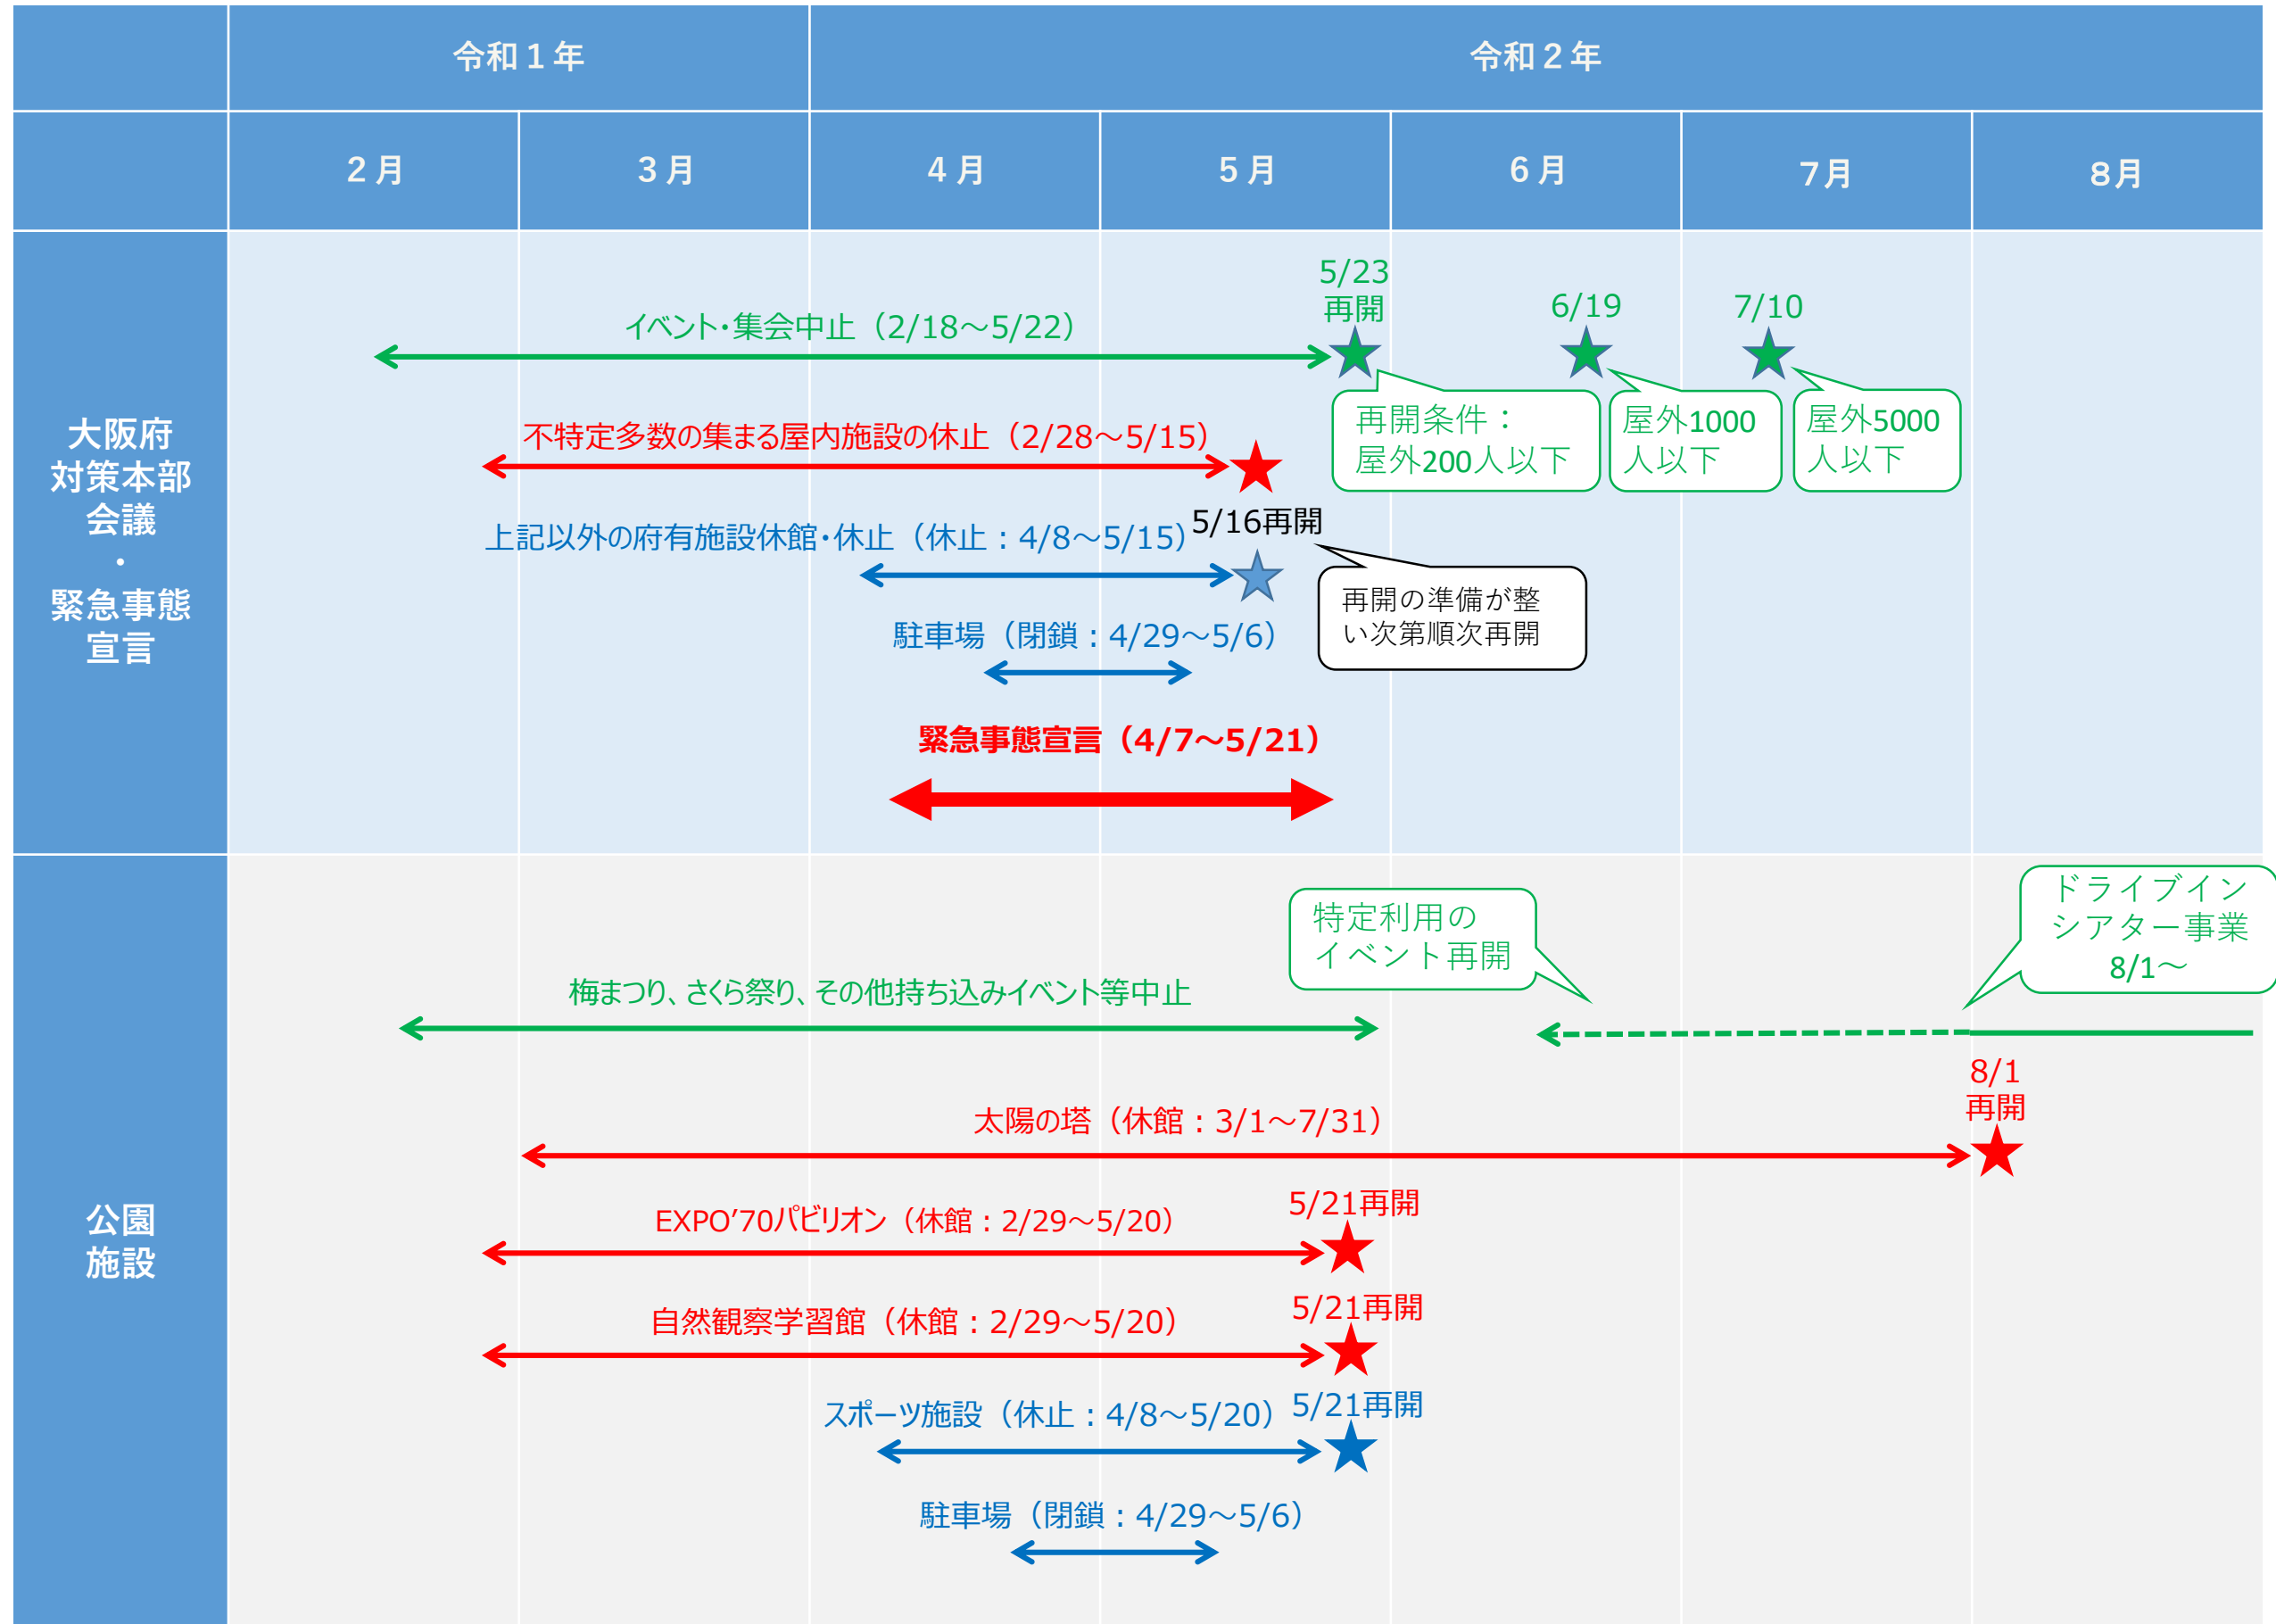 令和１年
令和２年
２月
３月
４月
５月
６月
７月
８月
大阪府
対策本部
会議
・
緊急事態
宣言
5/23
再開
6/19
7/10
イベント・集会中止（2/18～5/22）
再開条件：
屋外200人以下
屋外1000
人以下
屋外5000
人以下
不特定多数の集まる屋内施設の休止（2/28～5/15）
5/16再開
上記以外の府有施設休館・休止（休止：4/8～5/15）
再開の準備が整
い次第順次再開
駐車場（閉鎖：4/29～5/6）
緊急事態宣言（4/7～5/21）
公園
施設
特定利用の
イベント再開
ドライブイン
シアター事業
8/1～
梅まつり、さくら祭り、その他持ち込みイベント等中止
8/1
再開
太陽の塔（休館：3/1～7/31）
5/21再開
EXPO’70パビリオン（休館：2/29～5/20）
5/21再開
自然観察学習館（休館：2/29～5/20）
5/21再開
スポーツ施設（休止：4/8～5/20）
駐車場（閉鎖：4/29～5/6）